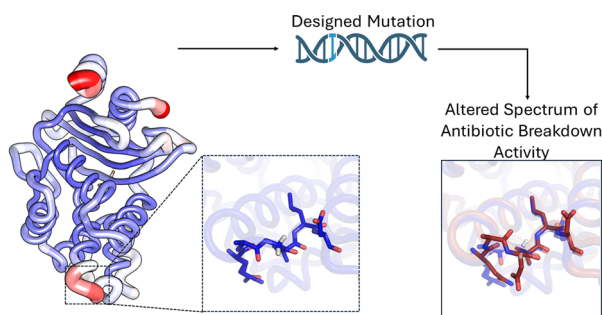 Designed Mutation
Altered Spectrum of
Antibiotic Breakdown
Activity